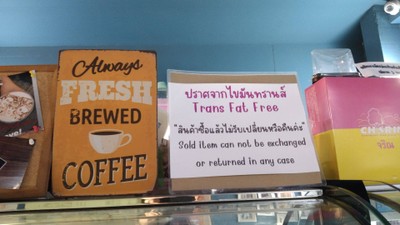 Always
FRESH
BREWED
COFFEE
ปราศจากไขมันทรานส์
Trans Fat Free
"สินค้าซื้อแล้วไม่รับเปลี่ยนหรือคืนค่ะ"
Sold item can not be exchanged
or returned in any case